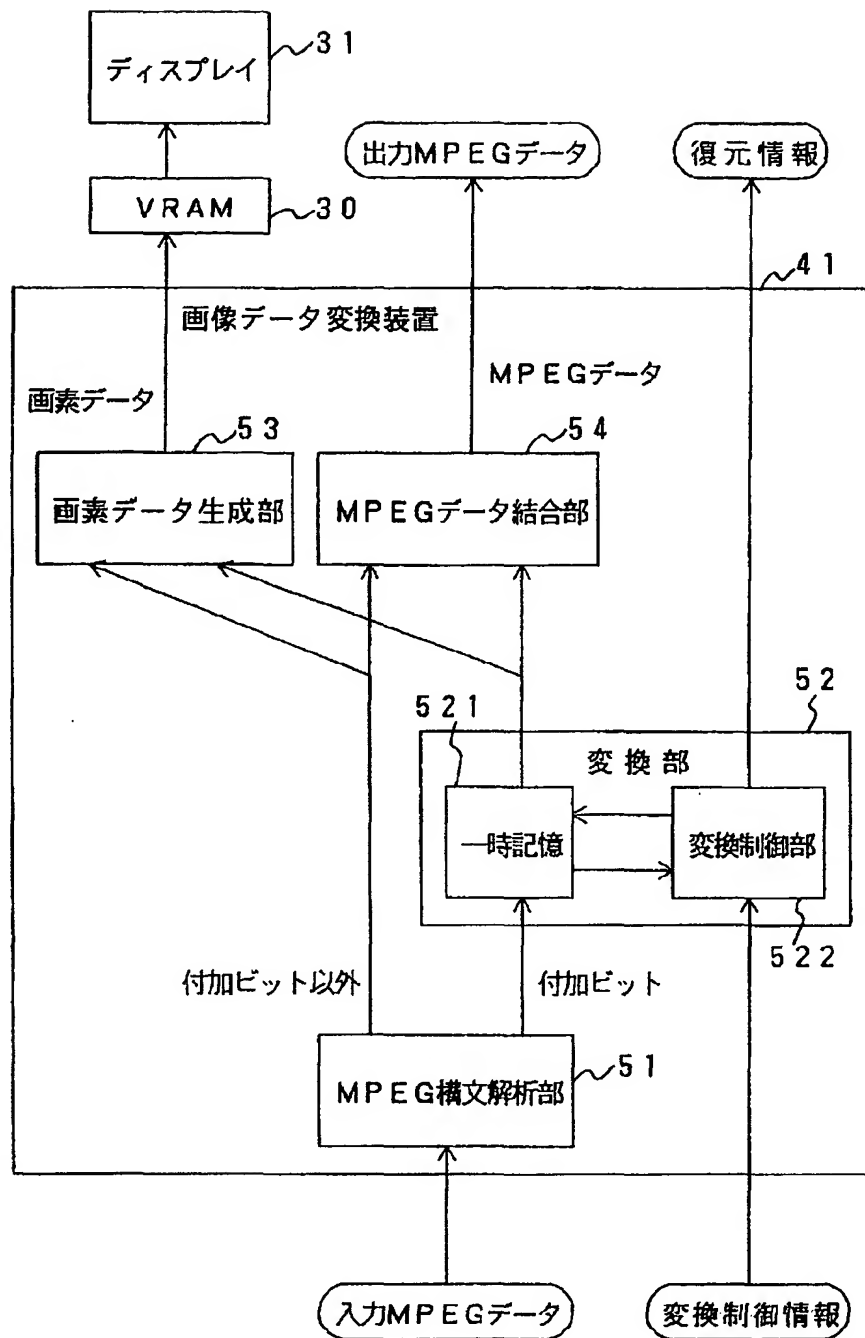 ディスプレイ
31
出力MPEGデータ
復元情報
VRAM
30
41
画像データ変換装置
MPEGデータ
画素データ
53
54
画素データ生成部
MPEGデータ結合部
521
52
変換部
一時記憶
変換制御部
522
付加ビット以外
付加ビット
MPEG構文解析部
51
入力MPEGデータ
変換制御情報